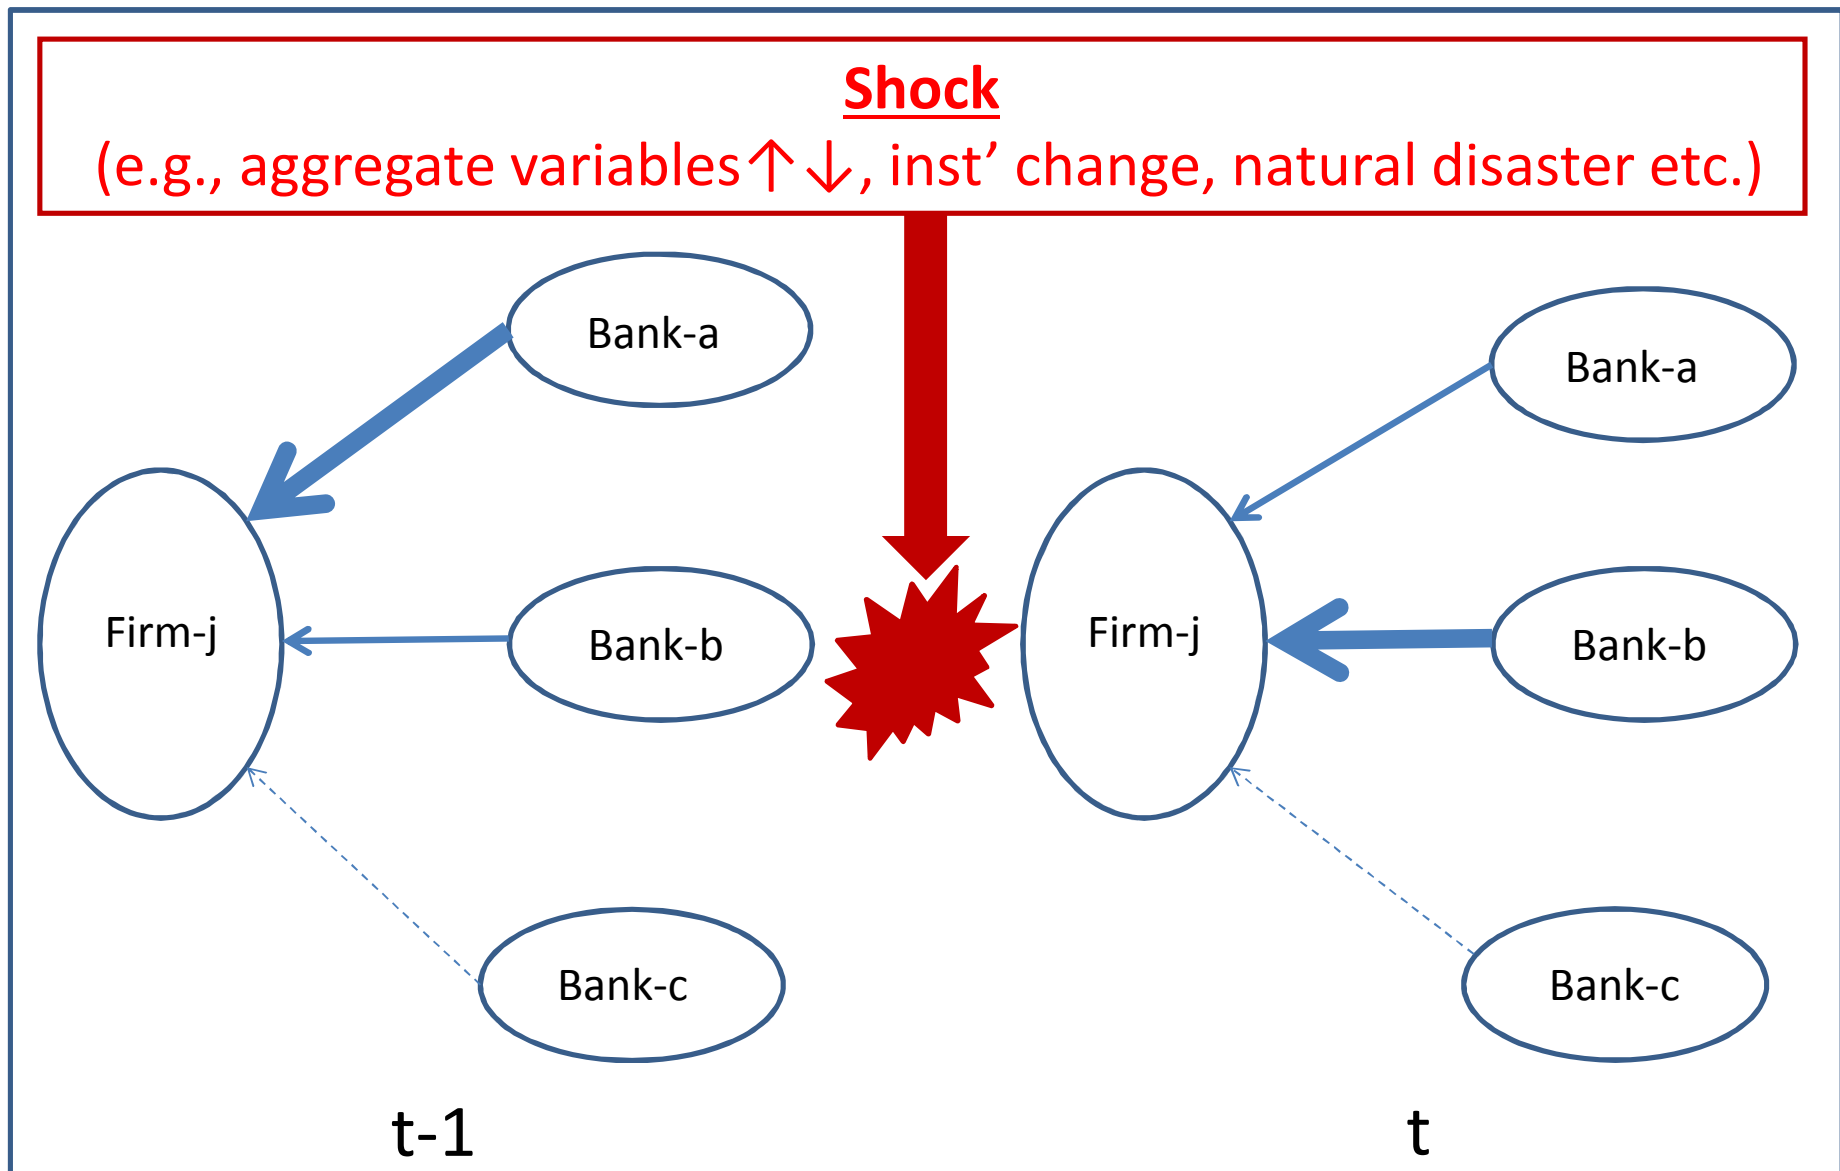 Shock
(e.g., aggregate variables↑↓, inst’ change, natural disaster etc.)
Bank-a
Firm-j
Bank-b
Bank-c
t-1
Bank-a
Firm-j
Bank-b
Bank-c
t